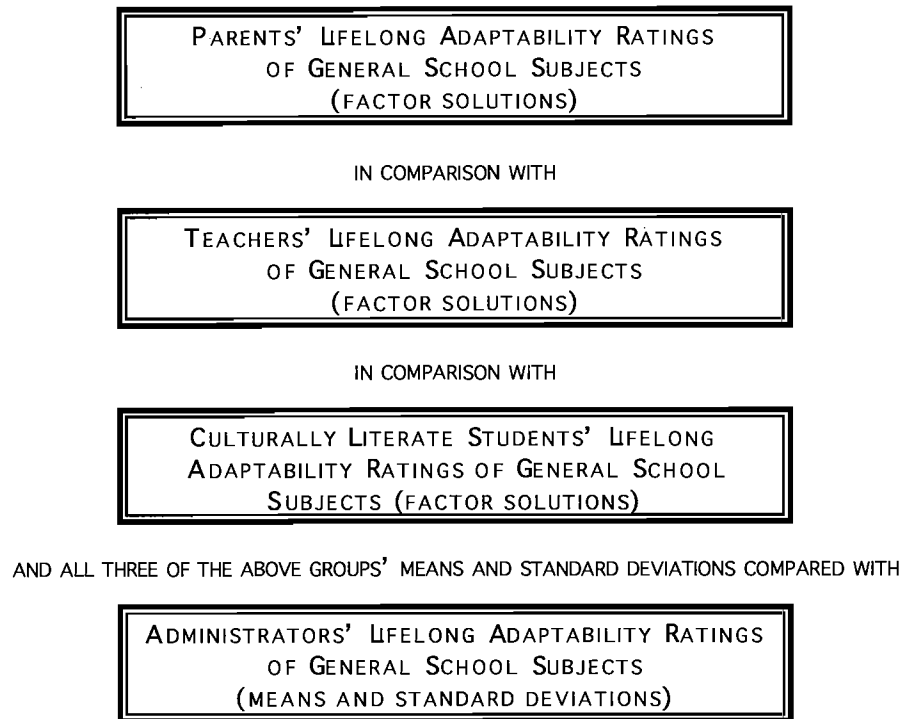 PARENTS' LIFELONG ADAPTABILITY RATINGS
OF GENERAL SCHOOL SUBJECTS
(FACTOR SOLUTIONS)
IN COMPARISON WITH
TEACHERS' LIFELONG ADAPTABILITY RATINGS
OF GENERAL SCHOOL SUBJECTS
(FACTOR SOLUTIONS)
IN COMPARISON WITH
CULTURALLY LITERATE STUDENTS' LIFELONG
ADAPTABILITY RATINGS OF GENERAL SCHOOL
SUBJECTS (FACTOR SOLUTIONS)
AND ALL THREE OF THE ABOVE GROUPS' MEANS AND STANDARD DEVIATIONS COMPARED WITH
ADMINISTRATORS' LIFELONG ADAPTABILITY RATINGS
OF GENERAL SCHOOL SUBJECTS
(MEANS AND STANDARD DEVIATIONS)